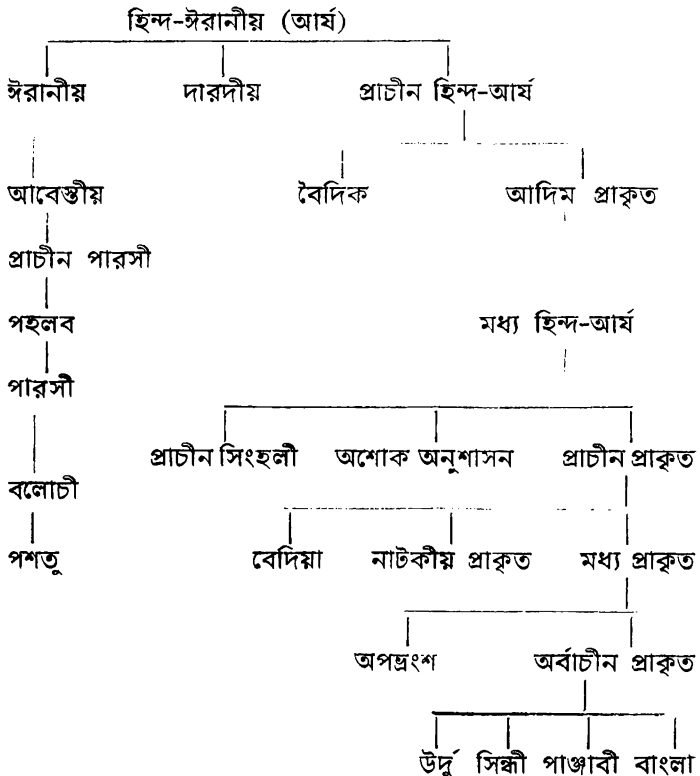 হিন্দ-ঈরানীয় (আর্য)
ঈরানীয় দারদীয় প্রাচীন হিন্দ-আর্য
আবেস্তীয় বৈদিক আদিম প্রাকৃত
প্রাচীন পারসী
পহলব মধ্য হিন্দ-আর্য
পারসী
প্রাচীন সিংহলী অশোক অনুশাসন প্রাচীন প্রাকৃত
বলোচী
পশতু বেদিয়া নাটকীয় প্রাকৃত মধ্য প্রাকৃত
অপভ্রংশ অর্বাচীন প্রাকৃত
উর্দু সিন্ধী পাঞ্জাবী বাংলা